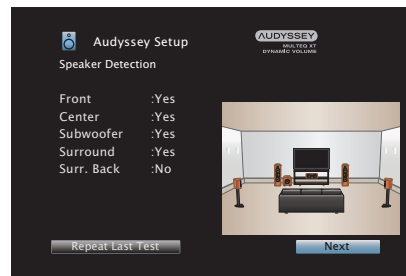 Audyssey Setup
AUDYSSEY
MULTEQ XT
DYNAMIC VOLUME
Speaker Detection
Front :Yes
Center :Yes
Subwoofer :Yes
Surround :Yes
Surr. Back :No
Repeat Last Test
Next